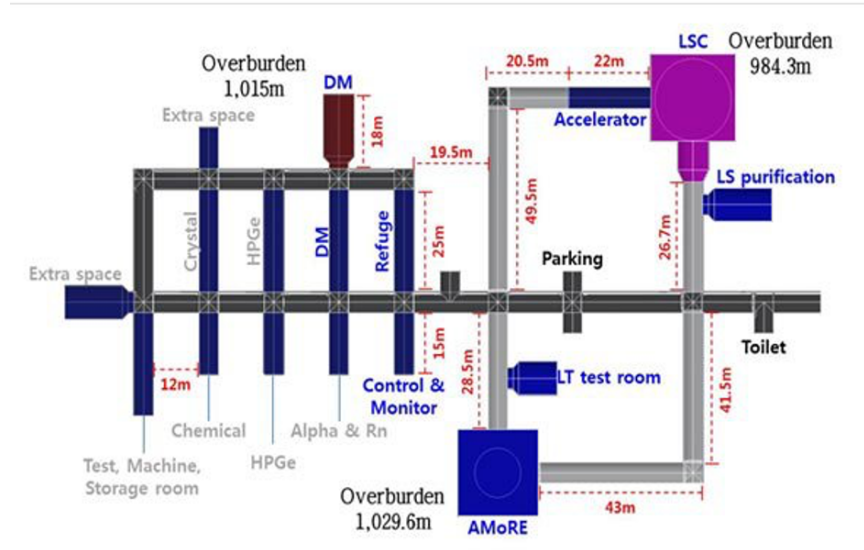 Overburden
1,015m
DM
Extra space
18m
20.5m
22m
LSC
Overburden
984.3m
Accelerator
19.5m
LS purification
Crystal
HPGe
DM
Refuge
25m
49.5m
26.7m
Extra space
Parking
Toilet
12m
15m
28.5m
LT test room
41.5m
Control &
Monitor
Chemical
Alpha & Rn
HPGe
Test, Machine,
Storage room
Overburden
1,029.6m
AMoRE
43m